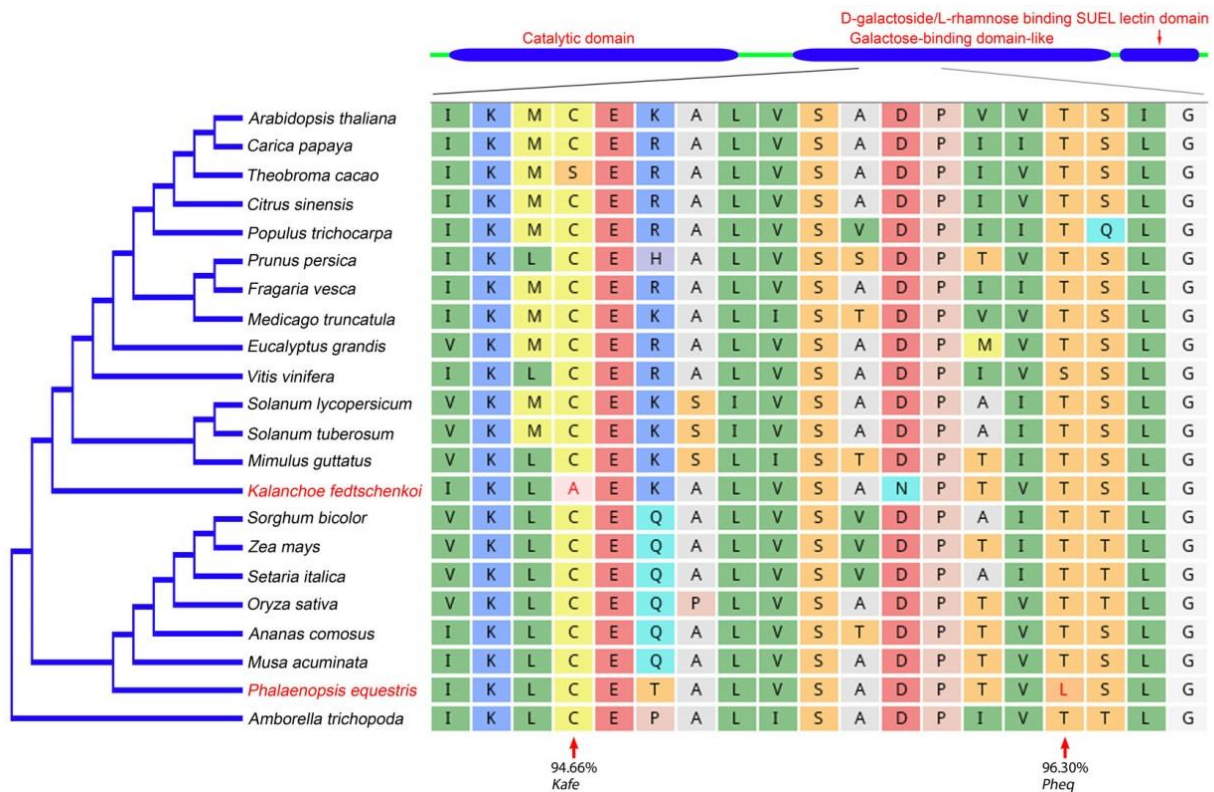 D-galactoside/L-rhamnose binding SUEL lectin domain
Catalytic domain
Galactose-binding domain-like
Arabidopsis thaliana I K M C E K A L V S A D P V V T S I G
Carica papaya I K M C E R A L V S A D P I I T S L G
Theobroma cacao I K M S E R A L V S A D P I V T S L G
Citrus sinensis I K M C E R A L V S A D P I V T S L G
Populus trichocarpa I K M C E R A L V S V D P I I T Q L G
Prunus persica I K L C E H A L V S S D P T V T S L G
Fragaria vesca I K M C E R A L V S A D P I I T S L G
Medicago truncatula I K M C E K A L I S T D P V V T S L G
Eucalyptus grandis V K M C E R A L V S A D P M V T S L G
Vitis vinifera I K L C E R A L V S A D P I V S S L G
Solanum lycopersicum V K M C E K S I V S A D P A I T S L G
Solanum tuberosum V K M C E K S I V S A D P A I T S L G
Mimulus guttatus V K L C E K S L I S T D P T I T S L G
Kalanchoe fedtschenkoi I K L A E K A L V S A N P T V T S L G
Sorghum bicolor V K L C E Q A L V S V D P A I T T L G
Zea mays V K L C E Q A L V S V D P T I T T L G
Setaria italica V K L C E Q A L V S V D P A I T T L G
Oryza sativa V K L C E Q P L V S A D P T V T T L G
Ananas comosus I K L C E Q A L V S T D P T V T S L G
Musa acuminata I K L C E Q A L V S A D P T V T S L G
Phalaenopsis equestris I K L C E T A L V S A D P T V L S L G
Amborella trichopoda I K L C E P A L I S A D P I V T T L G
94.66% 96.30%
Kafe Pheq